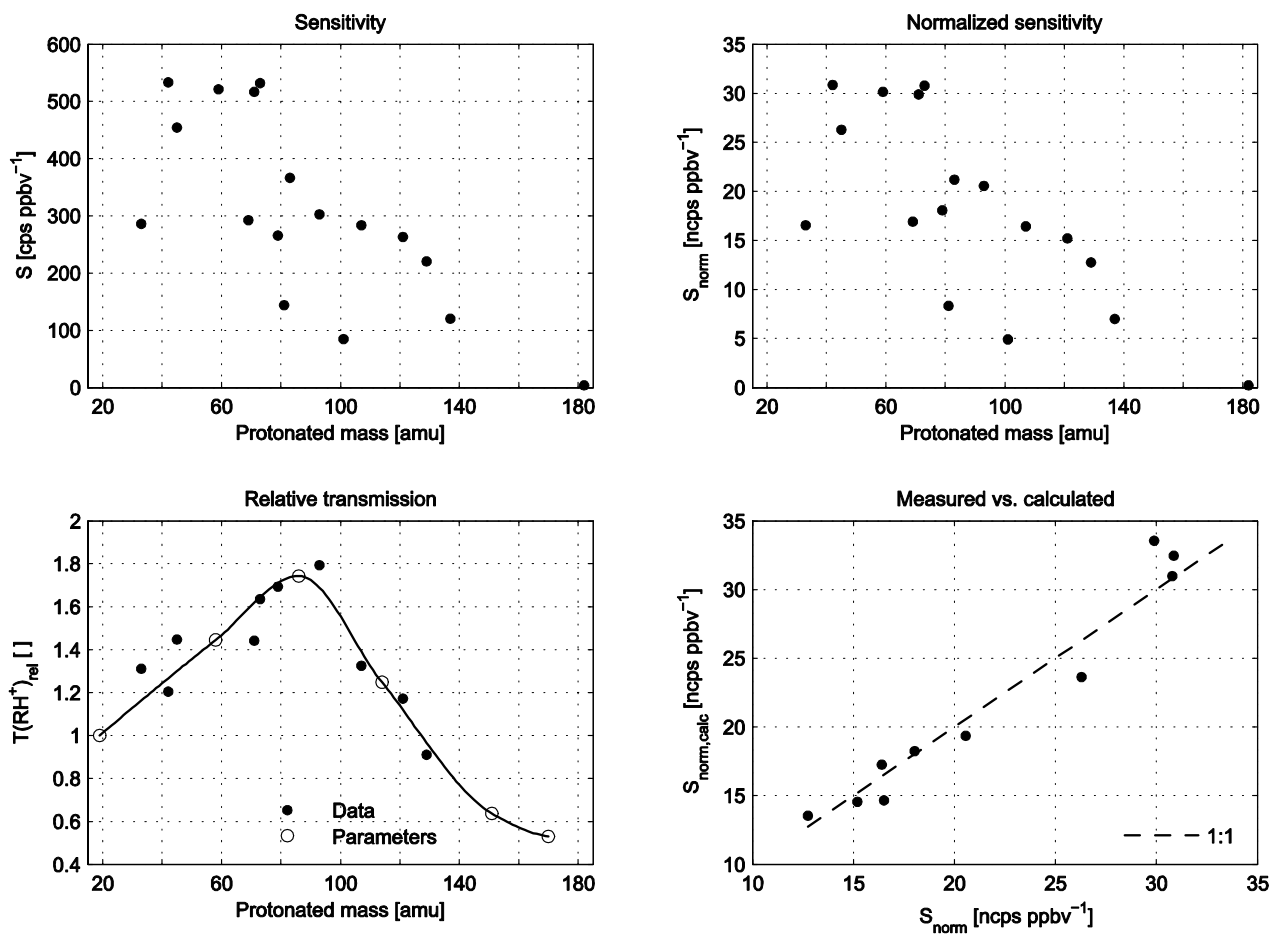 Sensitivity
600
500
400
300
200
100
0
S [cps ppbv⁻¹]
20 60 100 140 180
Protonated mass [amu]
Normalized sensitivity
35
30
25
20
15
10
5
0
S_norm [ncps ppbv⁻¹]
20 60 100 140 180
Protonated mass [amu]
Relative transmission
2
1.8
1.6
1.4
1.2
1
0.8
0.6
0.4
T(RH⁺)_rel [ ]
Data
Parameters
20 60 100 140 180
Protonated mass [amu]
Measured vs. calculated
35
30
25
20
15
10
S_norm,calc [ncps ppbv⁻¹]
1:1
10 15 20 25 30 35
S_norm [ncps ppbv⁻¹]